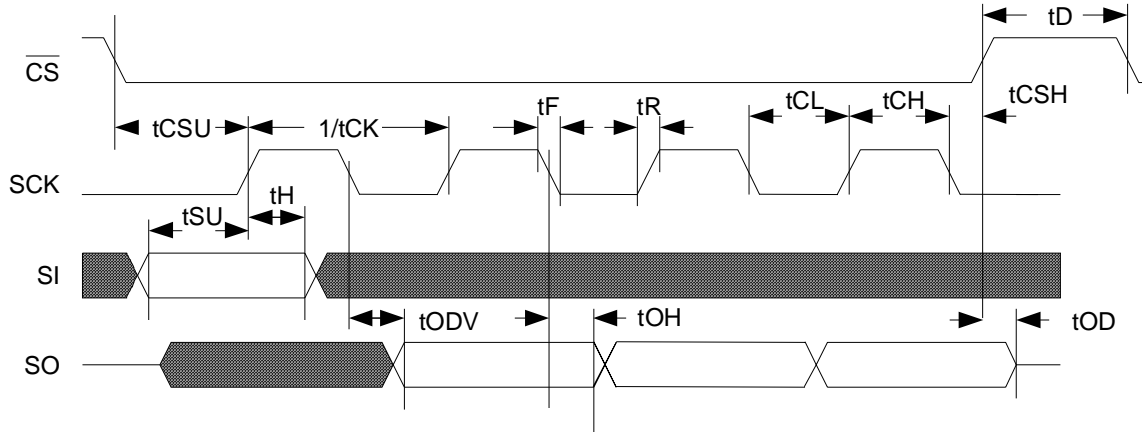 tD
CS
tF
tR
tCL
tCH
tCSH
tCSU
1/tCK
SCK
tH
tSU
SI
tODV
tOH
tOD
SO